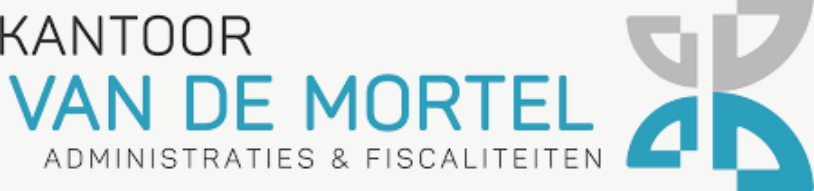 KANTOOR
VAN DE MORTEL
ADMINISTRATIES & FISCALITEITEN